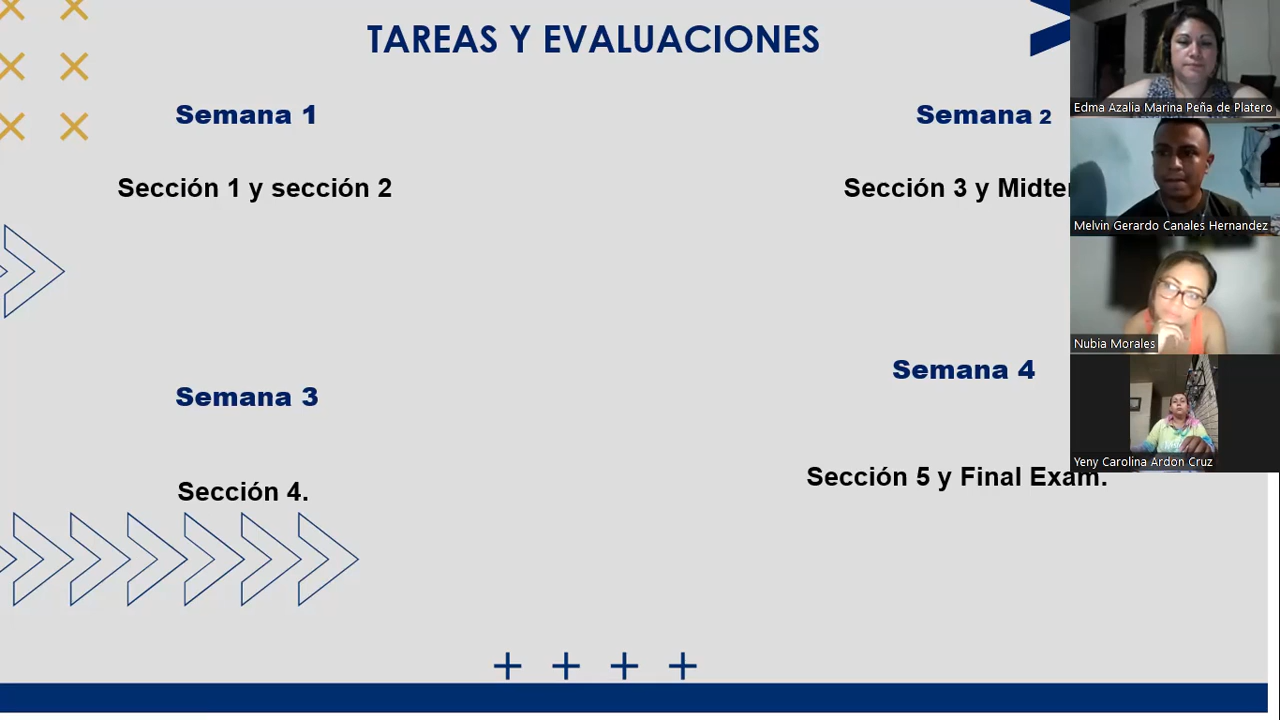 TAREAS Y EVALUACIONES
Semana 1
Semana 2
Sección 1 y sección 2
Sección 3 y
Semana 3
Semana 4
Sección 4.
Sección 5 y Final Exam.
Edma Azalia Marina Peña de Platero
Melvin Gerardo Canales Hernandez
Nubia Morales
Yeny Carolina Ardon Cruz